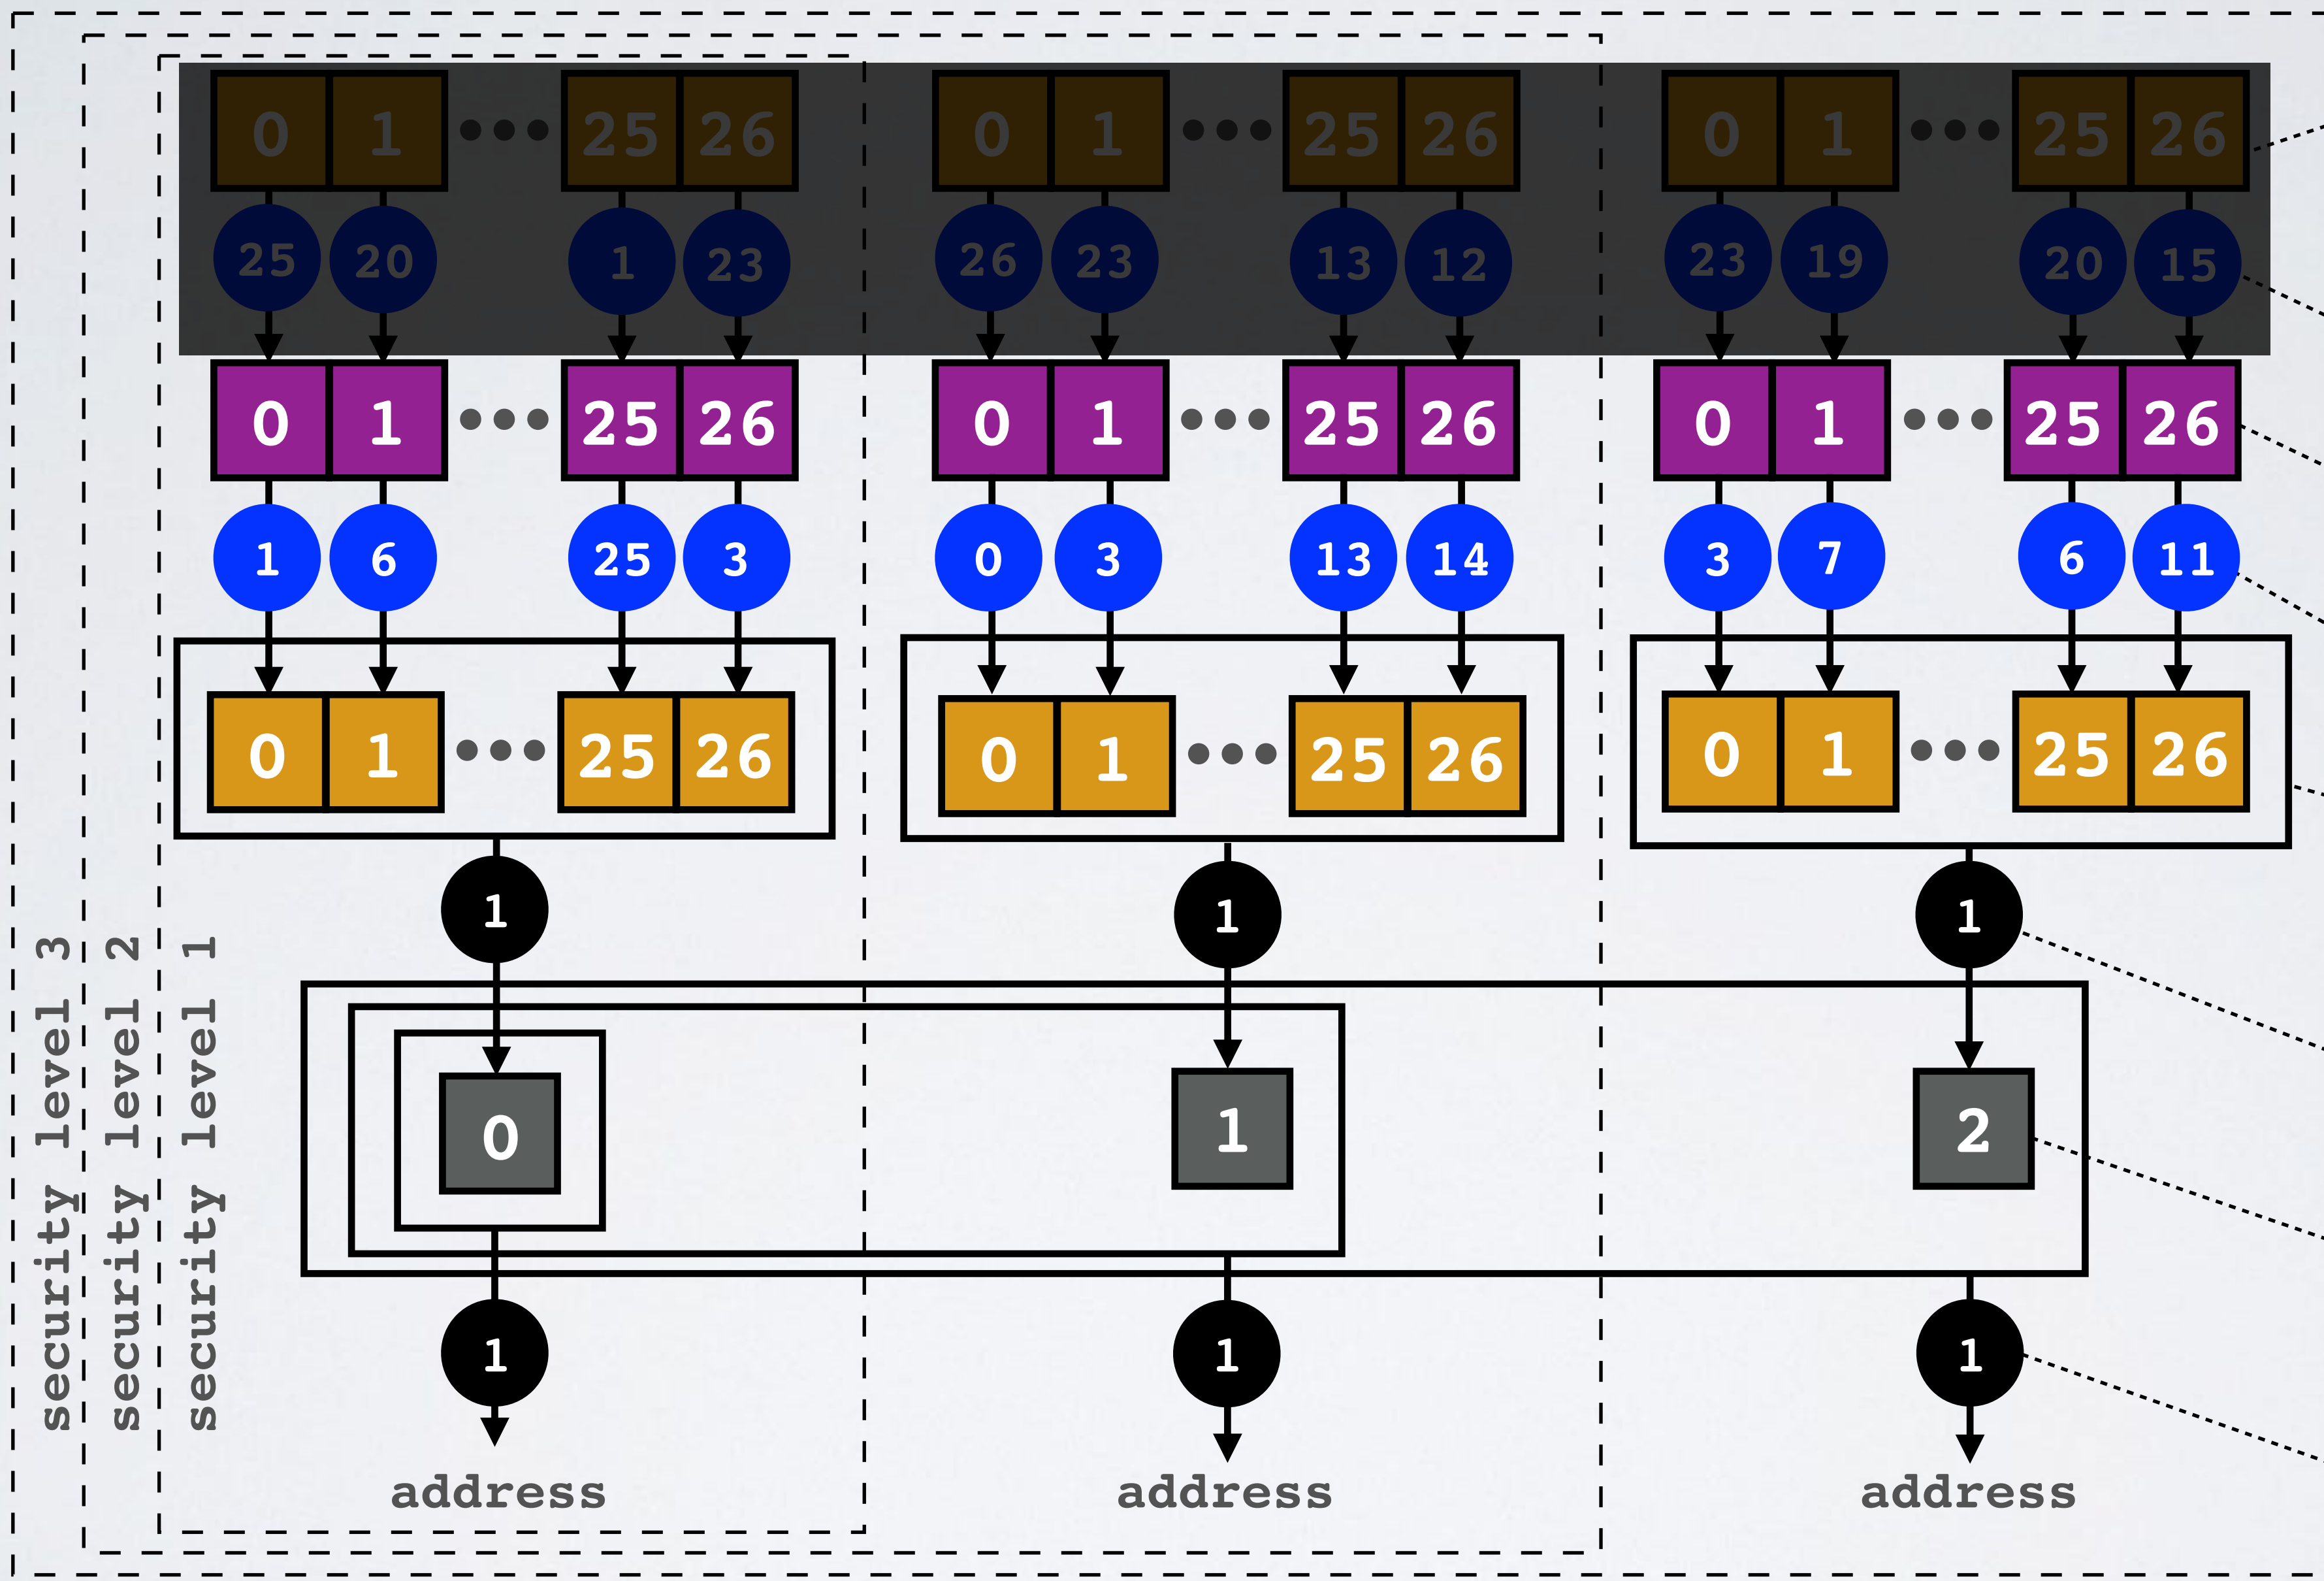 0 1 ••• 25 26 0 1 ••• 25 26 0 1 ••• 25 26
25 20 1 23 26 23 13 12 23 19 20 15
0 1 ••• 25 26 0 1 ••• 25 26 0 1 ••• 25 26
1 6 25 3 0 3 13 14 3 7 6 11
0 1 ••• 25 26 0 1 ••• 25 26 0 1 ••• 25 26
1 1 1
security level 3
security level 2
security level 1
0 1 2
1 1 1
address address address